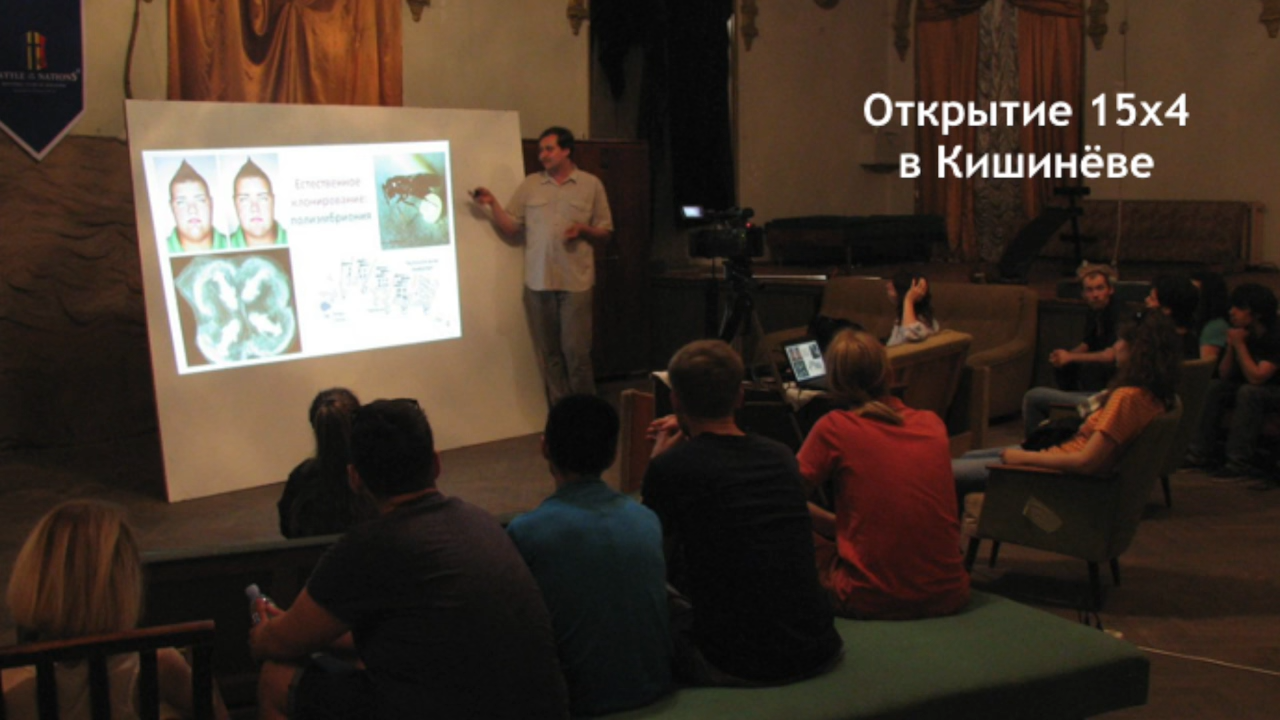 Открытие 15x4
в Кишинёве
Естественное
клонирование:
полиэмбриония